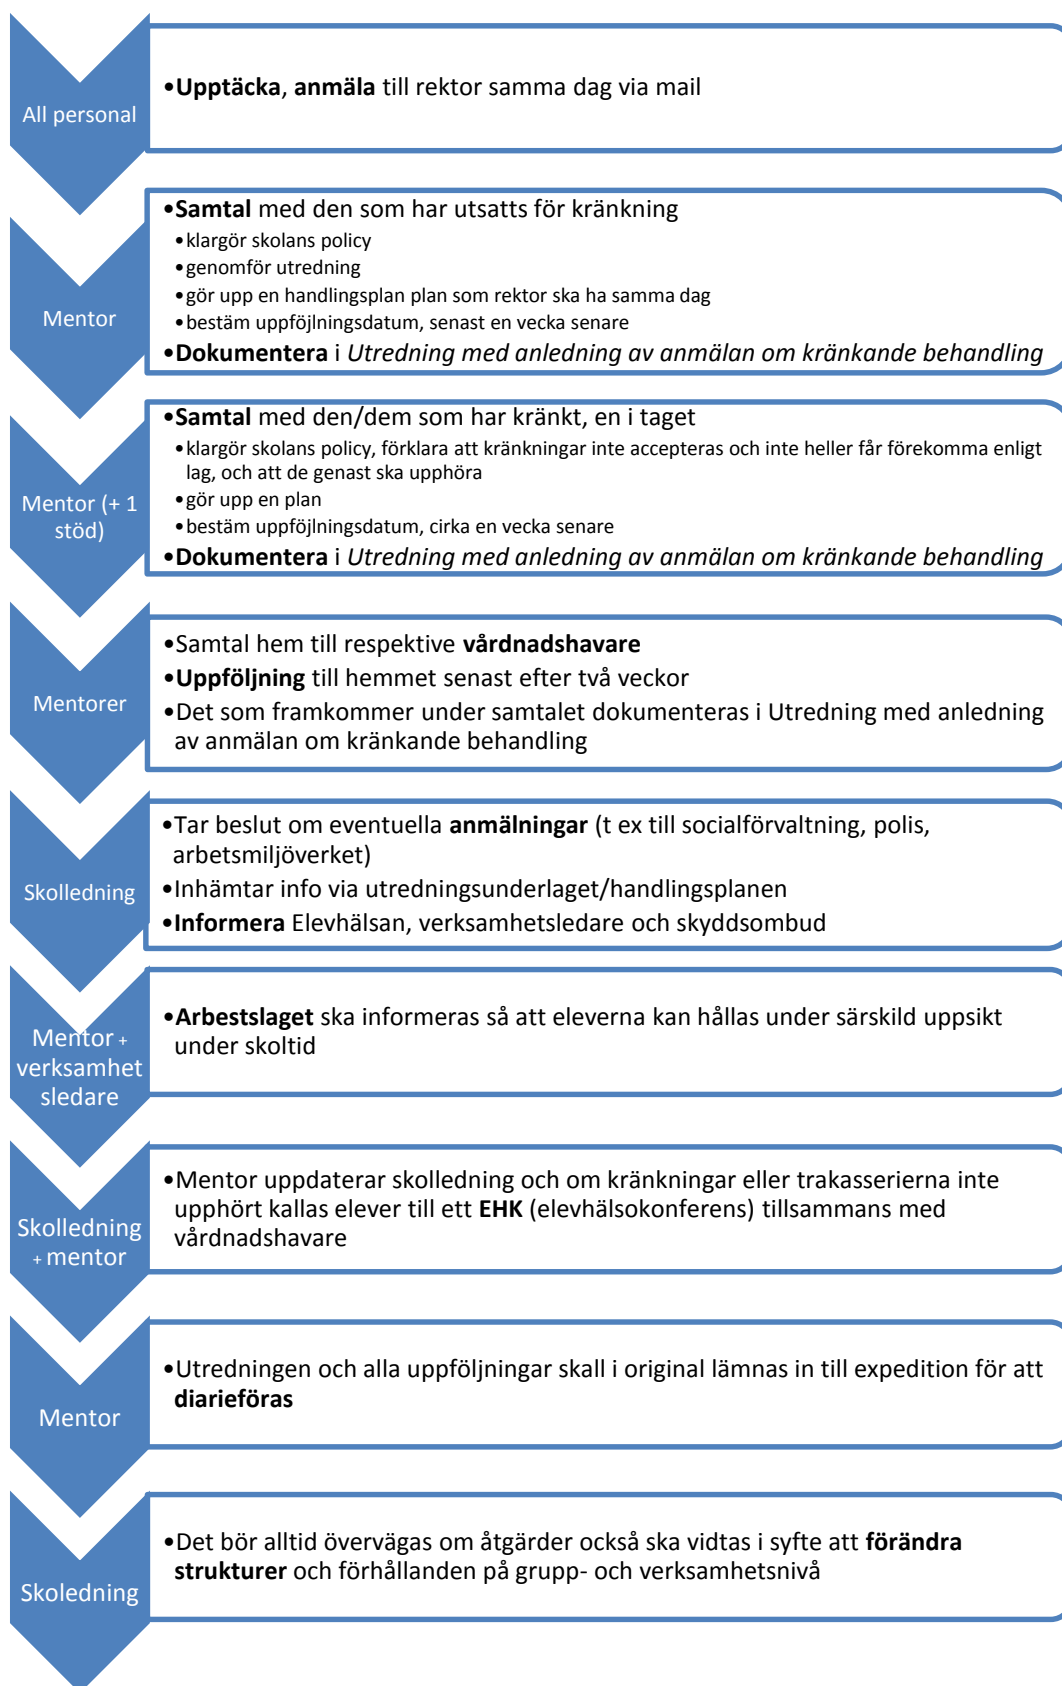 All personal
•Upptäcka, anmäla till rektor samma dag via mail
Mentor
•Samtal med den som har utsatts för kränkning
•klargör skolans policy
•genomför utredning
•gör upp en handlingsplan plan som rektor ska ha samma dag
•bestäm uppföjlningsdatum, senast en vecka senare
•Dokumentera i Utredning med anledning av anmälan om kränkande behandling
Mentor (+ 1
stöd)
•Samtal med den/dem som har kränkt, en i taget
•klargör skolans policy, förklara att kränkningar inte accepteras och inte heller får förekomma enligt
lag, och att de genast ska upphöra
•gör upp en plan
•bestäm uppföjlningsdatum, cirka en vecka senare
•Dokumentera i Utredning med anledning av anmälan om kränkande behandling
Mentorer
•Samtal hem till respektive vårdnadshavare
•Uppföljning till hemmet senast efter två veckor
•Det som framkommer under samtalet dokumenteras i Utredning med anledning
av anmälan om kränkande behandling
Skolledning
•Tar beslut om eventuella anmälningar (t ex till socialförvaltning, polis,
arbetsmiljöverket)
•Inhämtar info via utredningsunderlaget/handlingsplanen
•Informera Elevhälsan, verksamhetsledare och skyddsombud
Mentor +
verksamhet
sledare
•Arbestslaget ska informeras så att eleverna kan hållas under särskild uppsikt
under skoltid
Skolledning
+ mentor
•Mentor uppdaterar skolledning och om kränkningar eller trakasserierna inte
upphört kallas elever till ett EHK (elevhälsokonferens) tillsammans med
vårdnadshavare
Mentor
•Utredningen och alla uppföljningar skall i original lämnas in till expedition för att
diarieföras
Skoledning
•Det bör alltid övervägas om åtgärder också ska vidtas i syfte att förändra
strukturer och förhållanden på grupp- och verksamhetsnivå